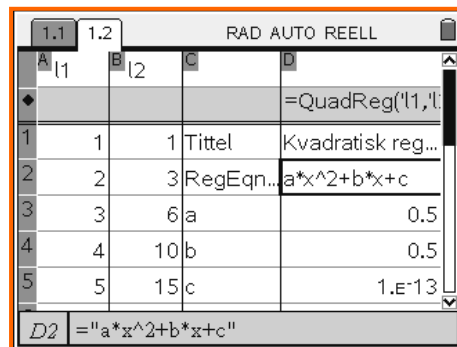 1.1 1.2 RAD AUTO REELL
A l1 B l2 C D
◆ =QuadReg('l1,'l
1 1 1 Tittel Kvadratisk reg…
2 2 3 RegEqn… a*x^2+b*x+c
3 3 6 a 0.5
4 4 10 b 0.5
5 5 15 c 1.ᴇ-13
D2 ="a*x^2+b*x+c"